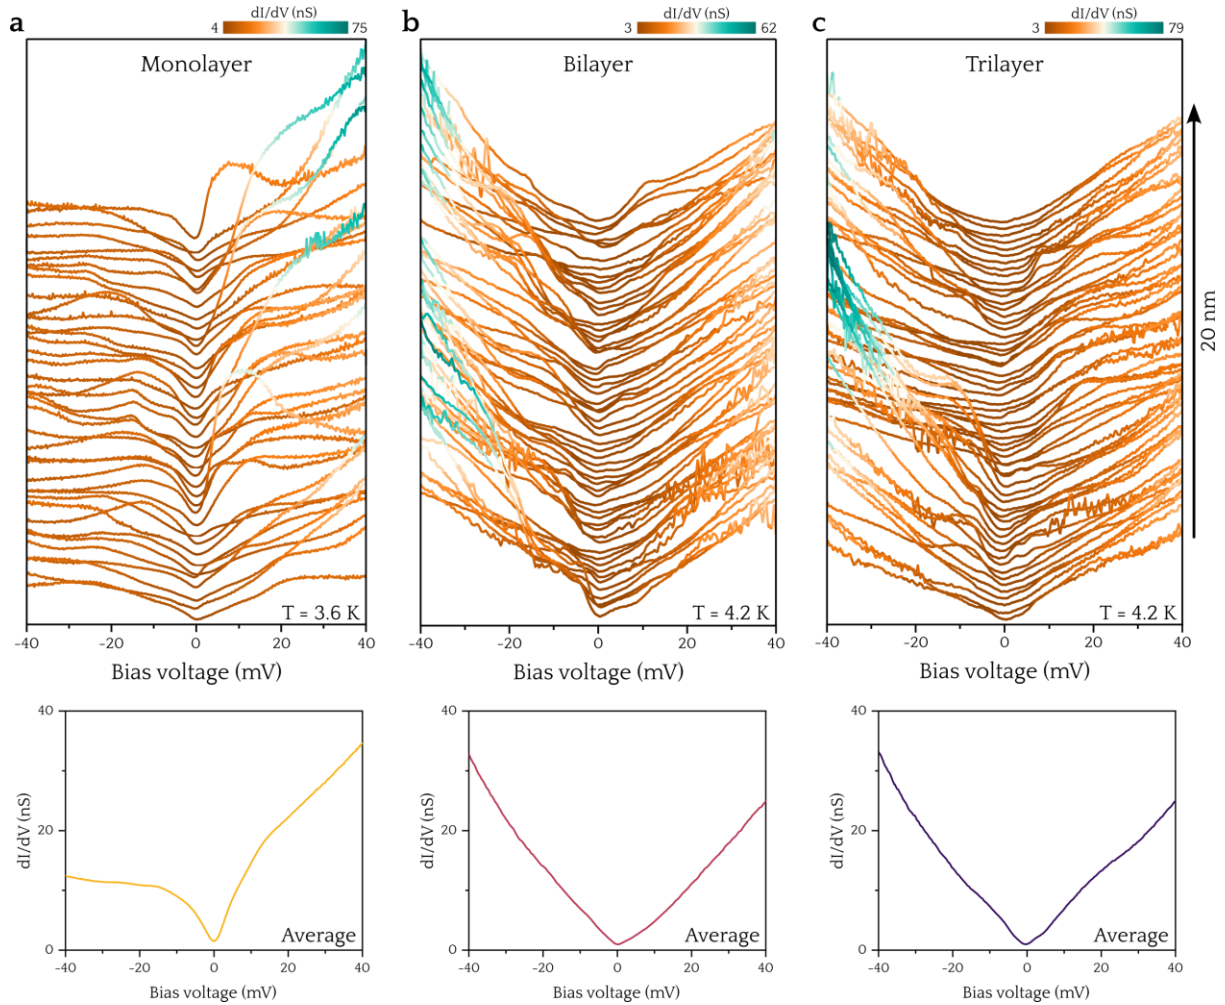 a
dI/dV (nS)
4 75
Monolayer
T = 3.6 K
-40 -20 0 20 40
Bias voltage (mV)
b
dI/dV (nS)
3 62
Bilayer
T = 4.2 K
-40 -20 0 20 40
Bias voltage (mV)
c
dI/dV (nS)
3 79
Trilayer
T = 4.2 K
-40 -20 0 20 40
Bias voltage (mV)
20 nm
40
20
0
dI/dV (nS)
Average
-40 -20 0 20 40
Bias voltage (mV)
40
20
0
dI/dV (nS)
Average
-40 -20 0 20 40
Bias voltage (mV)
40
20
0
dI/dV (nS)
Average
-40 -20 0 20 40
Bias voltage (mV)